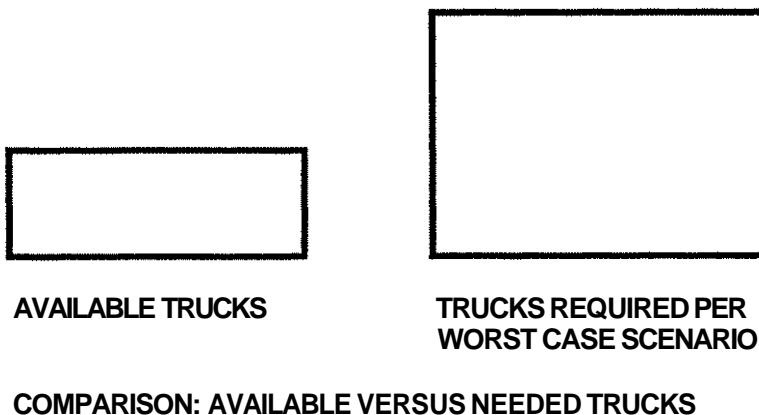 AVAILABLE TRUCKS
TRUCKS REQUIRED PER
WORST CASE SCENARIO
COMPARISON: AVAILABLE VERSUS NEEDED TRUCKS